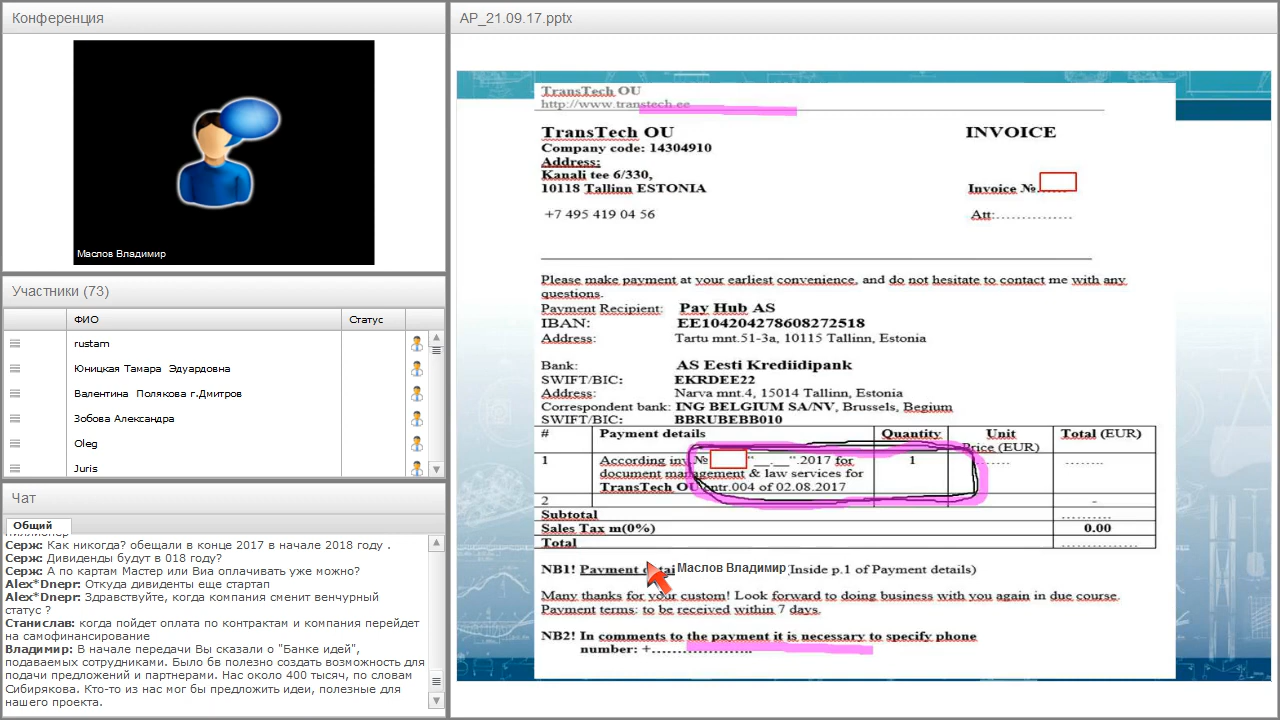 Конференция
Маслов Владимир
Участники (73)
ФИО
Статус
rustam
Юницкая Тамара Эдуардовна
Валентина Полякова г.Дмитров
Зобова Александра
Oleg
Juris
Чат
Общий
Серж: Как никогда? обещали в конце 2017 в начале 2018 году .
Серж: Дивиденды будут в 018 году?
Серж: А по картам Мастер или Виа оплачивать уже можно?
Alex*Dnepr: Откуда дивиденты еще стартап
Alex*Dnepr: Здравствуйте, когда компания сменит венчурный
статус ?
Станислав: когда пойдет оплата по контрактам и компания перейдет
на самофинансирование
Владимир: В начале передачи Вы сказали о "Банке идей",
подаваемых сотрудниками. Было бв полезно создать возможность для
подачи предложений и партнерами. Нас около 400 тысяч, по словам
Сибирякова. Кто-то из нас мог бы предложить идеи, полезные для
нашего проекта.
AP_21.09.17.pptx
TransTech OU
http://www.transtech.ee
TransTech OU
INVOICE
Company code: 14304910
Address:
Kanali tee 6/330,
10118 Tallinn ESTONIA
Invoice №.
+7 495 419 04 56
Att:……………
Please make payment at your earliest convenience, and do not hesitate to contact me with any
questions.
Payment Recipient: Pay Hub AS
IBAN: EE104204278608272518
Address: Tartu mnt.51-3a, 10115 Tallinn, Estonia
Bank: AS Eesti Krediidipank
SWIFT/BIC: EKRDEE22
Address: Narva mnt.4, 15014 Tallinn, Estonia
Correspondent bank: ING BELGIUM SA/NV, Brussels, Begium
SWIFT/BIC: BBRUBEBB010
# Payment details Quantity Unit Total (EUR)
Price (EUR)
1 According inv.№ "__.__".2017 for 1 …….. ……..
document management & law services for
TransTech OU cntr.004 of 02.08.2017
2 -
Subtotal ……….
Sales Tax m(0%) 0.00
Total ……….
NB1! Payment detai Маслов Владимир Inside p.1 of Payment details)
Many thanks for your custom! Look forward to doing business with you again in due course.
Payment terms: to be received within 7 days.
NB2! In comments to the payment it is necessary to specify phone
number: +………………..